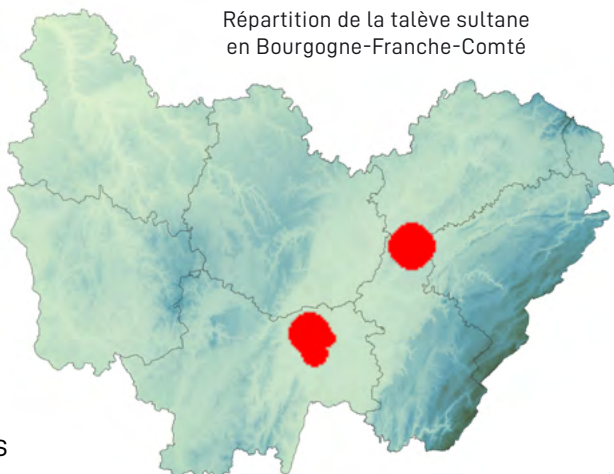 Répartition de la talève sultane
en Bourgogne-Franche-Comté
s